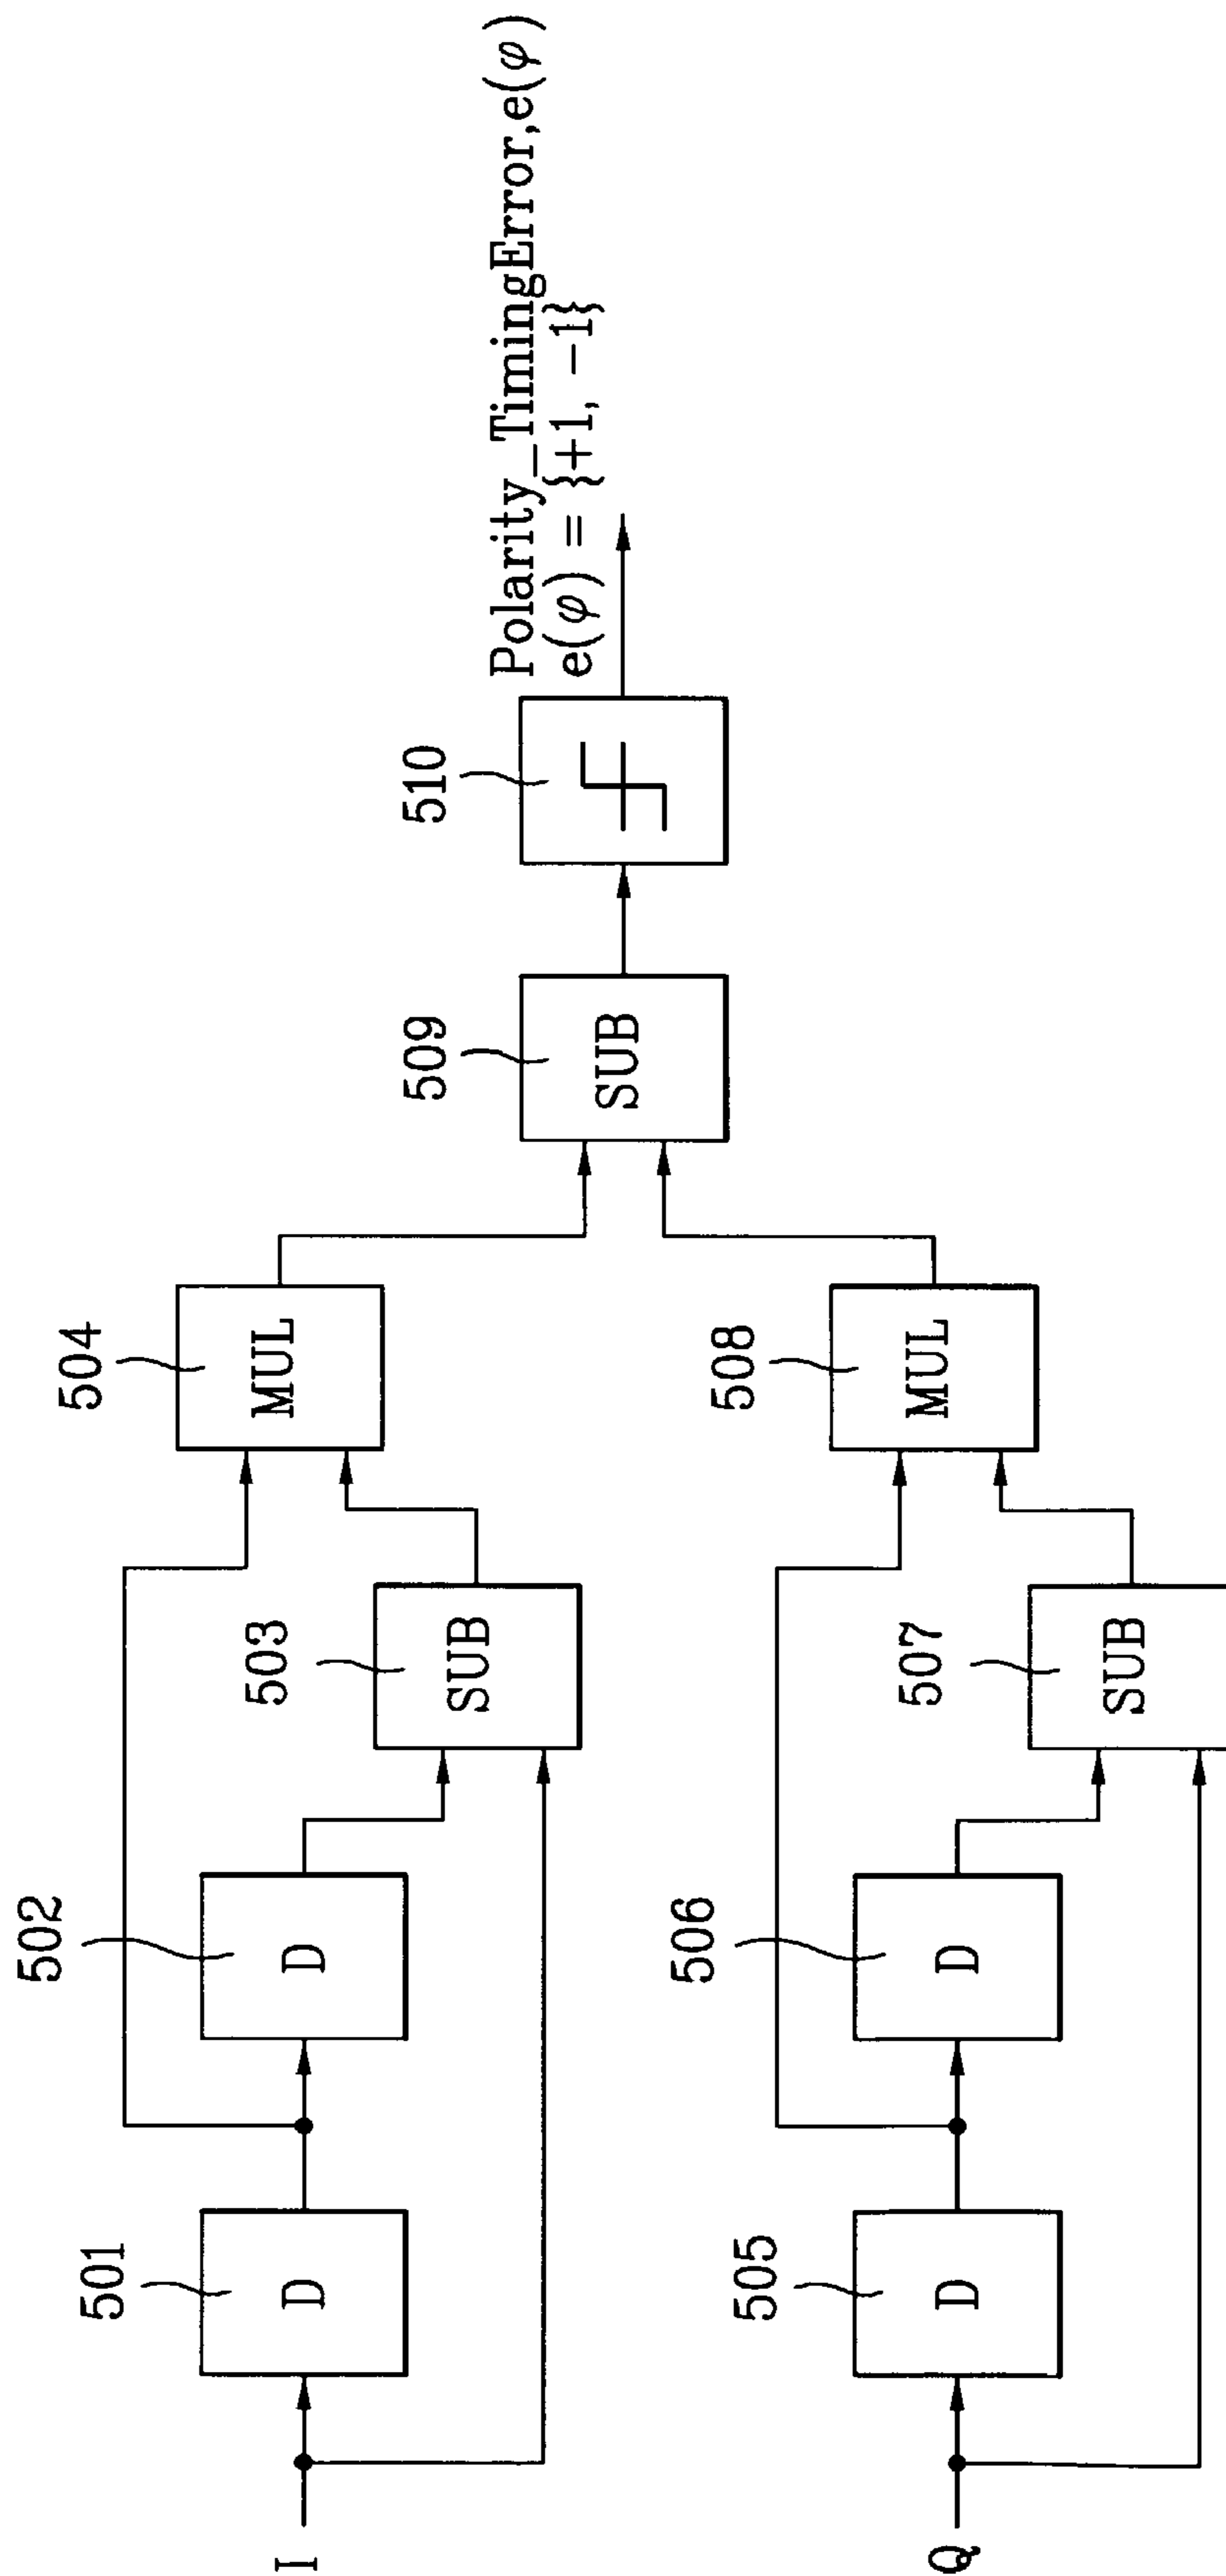 I
501
D
502
D
503
SUB
504
MUL
Q
505
D
506
D
507
SUB
508
MUL
509
SUB
510
Polarity_TimingError,e(φ)
e(φ) = {+1, −1}